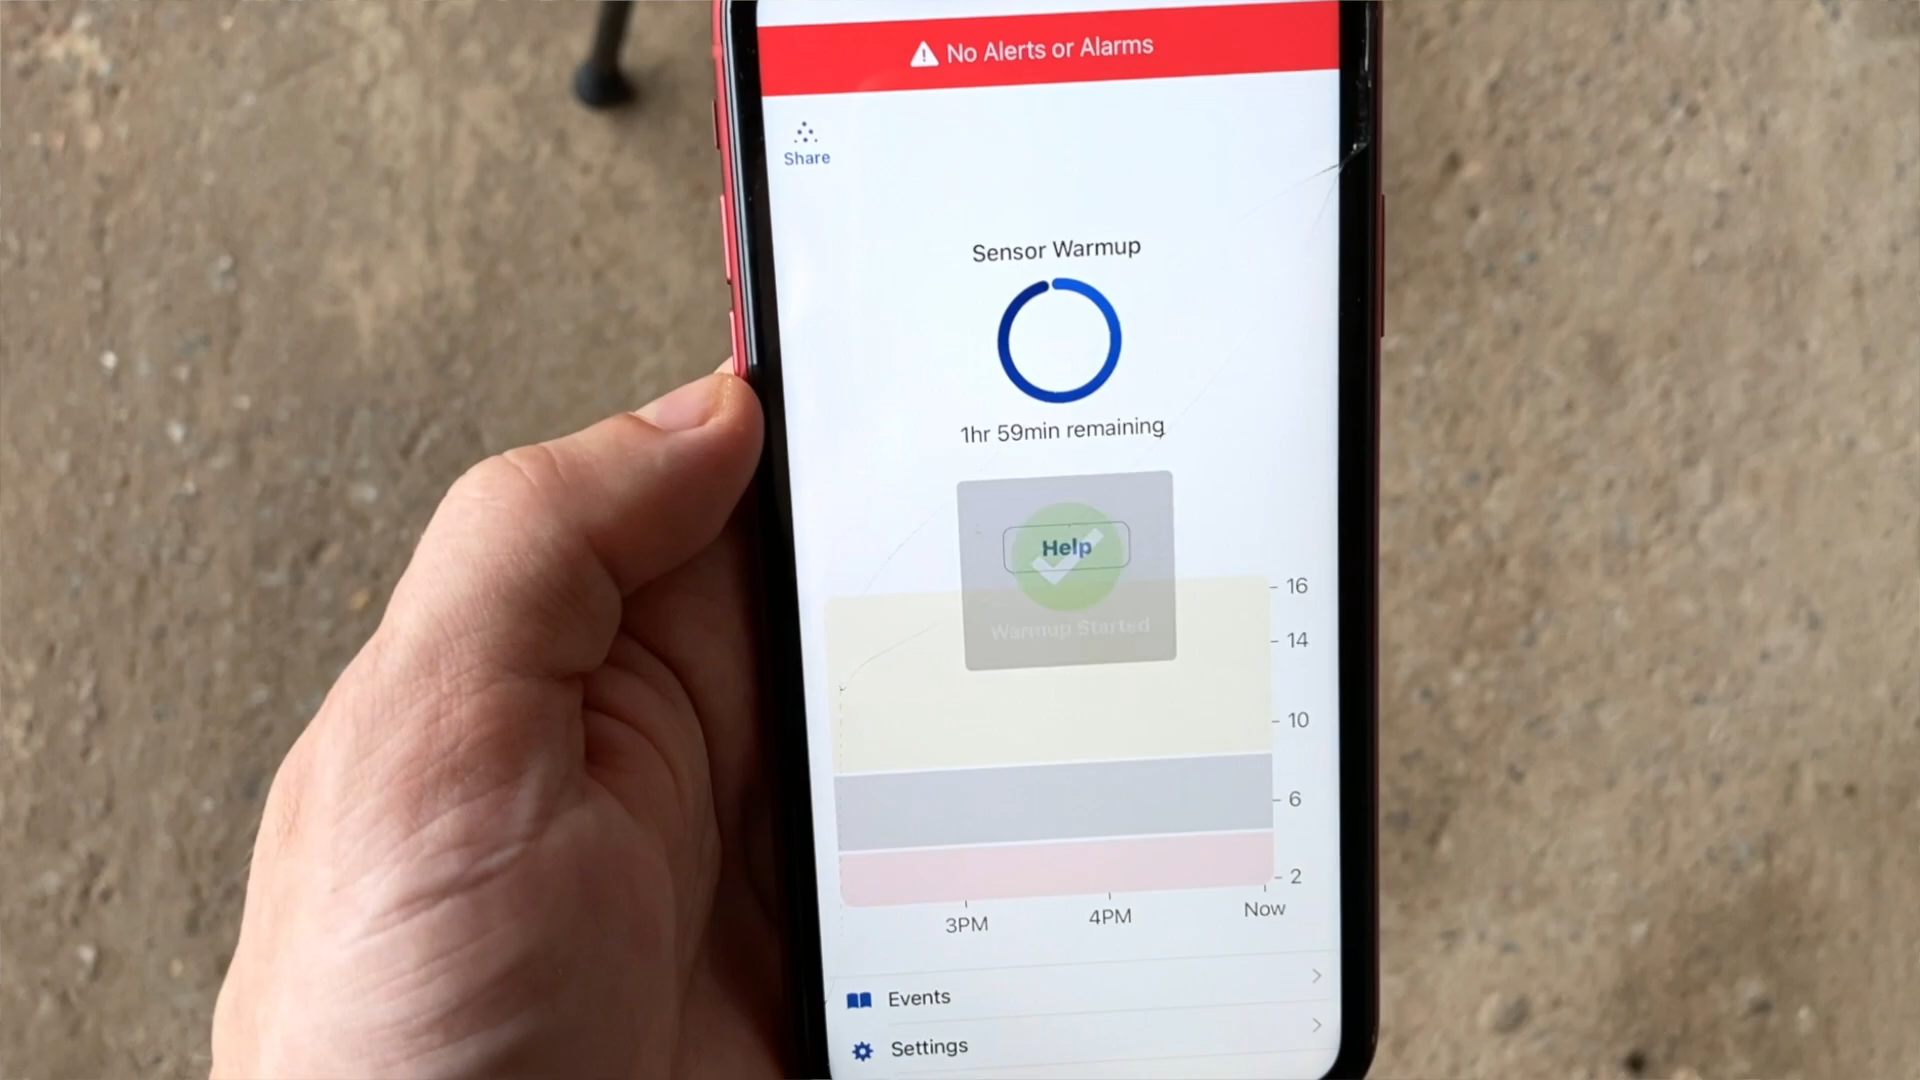 No Alerts or Alarms
Share
Sensor Warmup
1hr 59min remaining
Help
Warmup Started
16
14
10
6
2
3PM
4PM
Now
Events
Settings